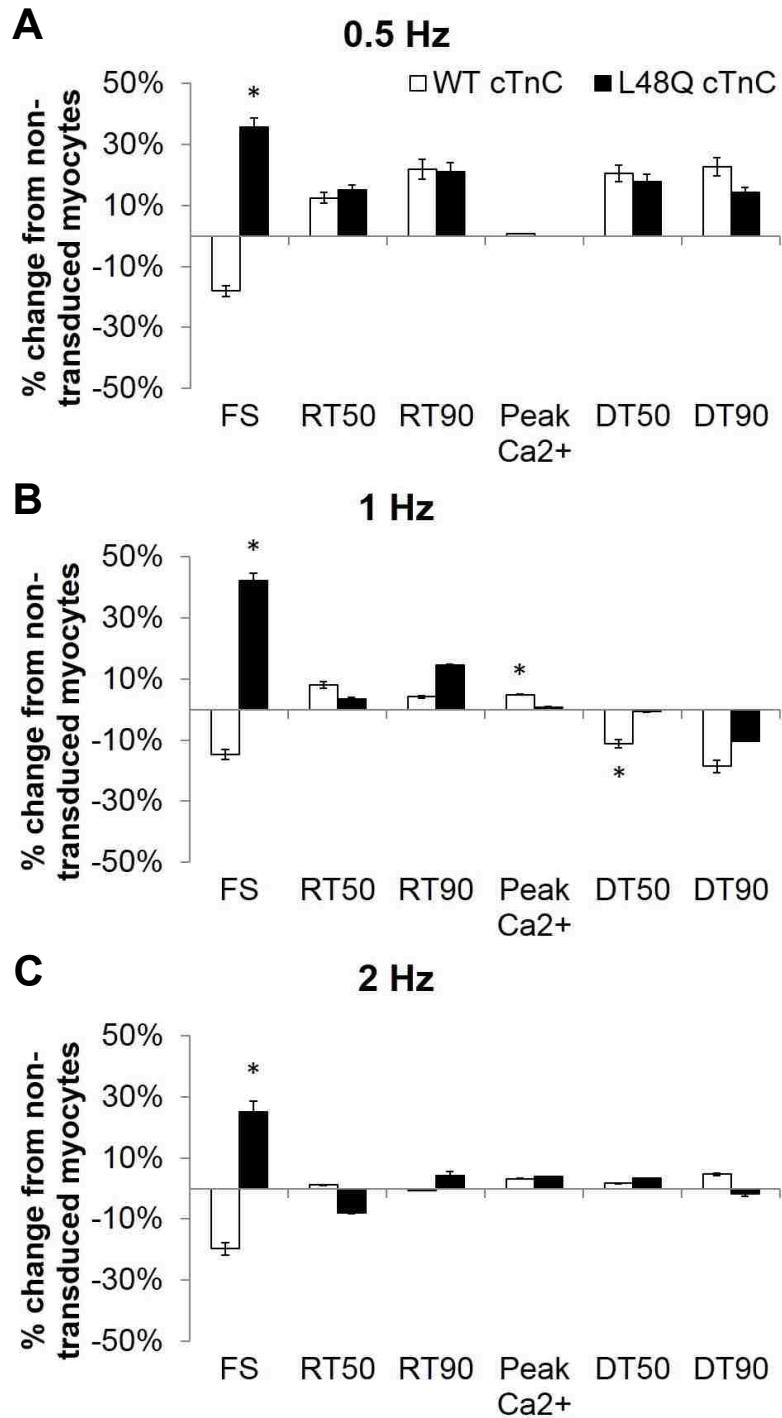 A
0.5 Hz
WT cTnC
L48Q cTnC
% change from non-
transduced myocytes
50%
30%
10%
-10%
-30%
-50%
*
FS
RT50
RT90
Peak
Ca2+
DT50
DT90
B
1 Hz
% change from non-
transduced myocytes
50%
30%
10%
-10%
-30%
-50%
*
*
*
FS
RT50
RT90
Peak
Ca2+
DT50
DT90
C
2 Hz
% change from non-
transduced myocytes
50%
30%
10%
-10%
-30%
-50%
*
FS
RT50
RT90
Peak
Ca2+
DT50
DT90